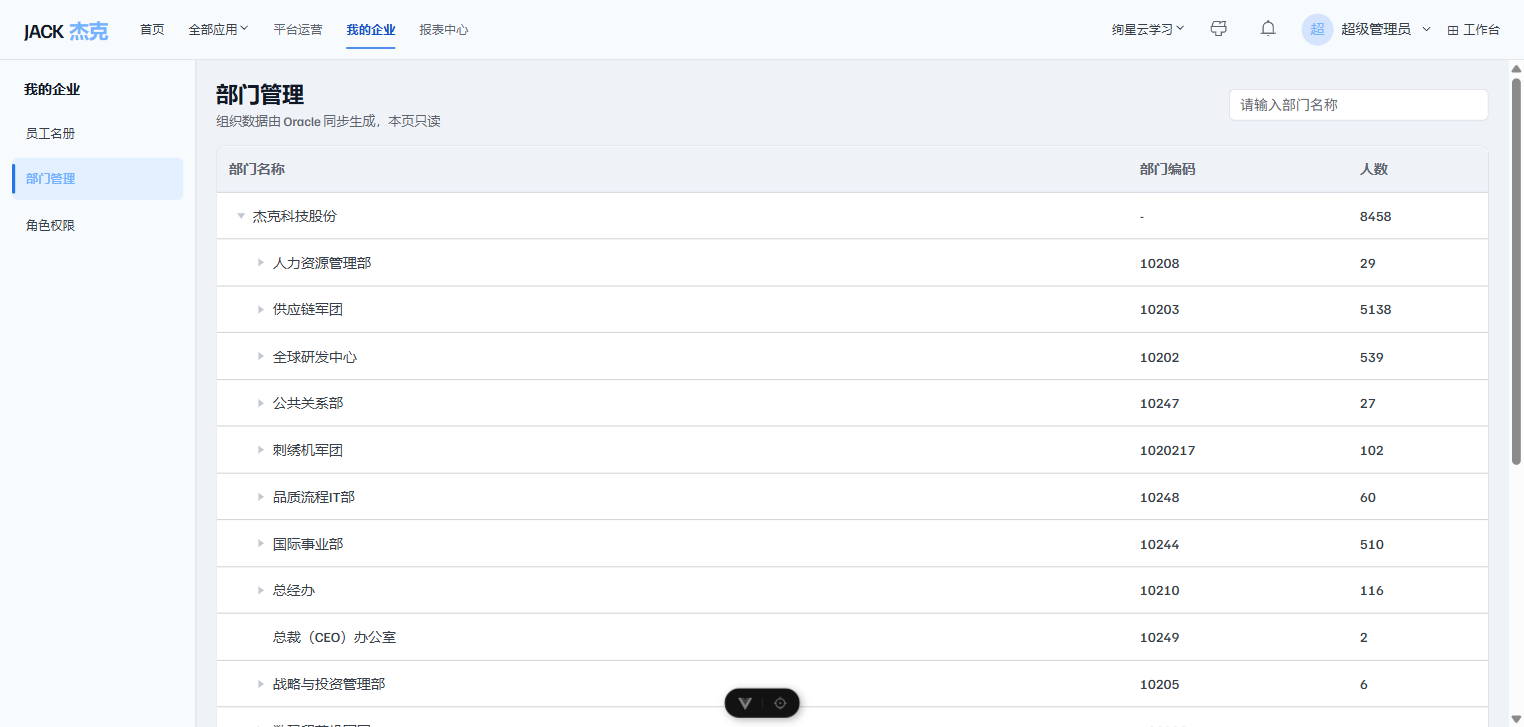 JACK 杰克 首页 全部应用 平台运营 我的企业 报表中心 绚星云学习 超 超级管理员 工作台
我的企业
员工名册
部门管理
角色权限
部门管理
组织数据由 Oracle 同步生成，本页只读
请输入部门名称
部门名称 部门编码 人数
杰克科技股份 - 8458
人力资源管理部 10208 29
供应链军团 10203 5138
全球研发中心 10202 539
公共关系部 10247 27
刺绣机军团 1020217 102
品质流程IT部 10248 60
国际事业部 10244 510
总经办 10210 116
总裁（CEO）办公室 10249 2
战略与投资管理部 10205 6